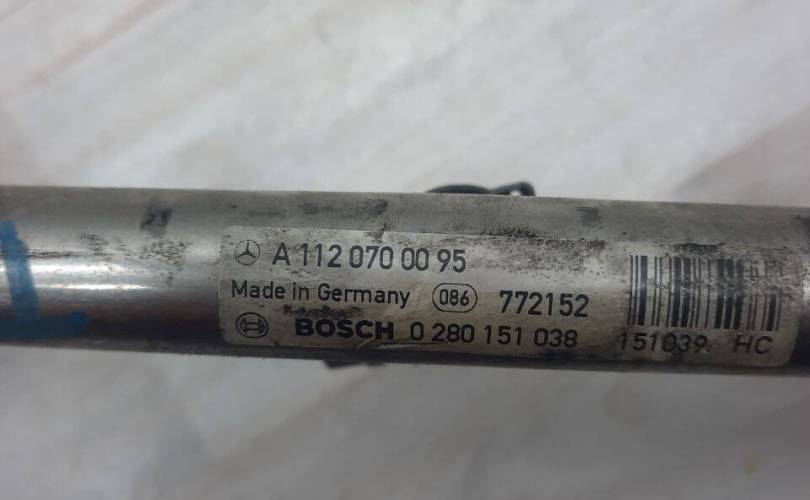 A 112 070 00 95
Made in Germany 086 772152
BOSCH 0 280 151 038
151039 HC